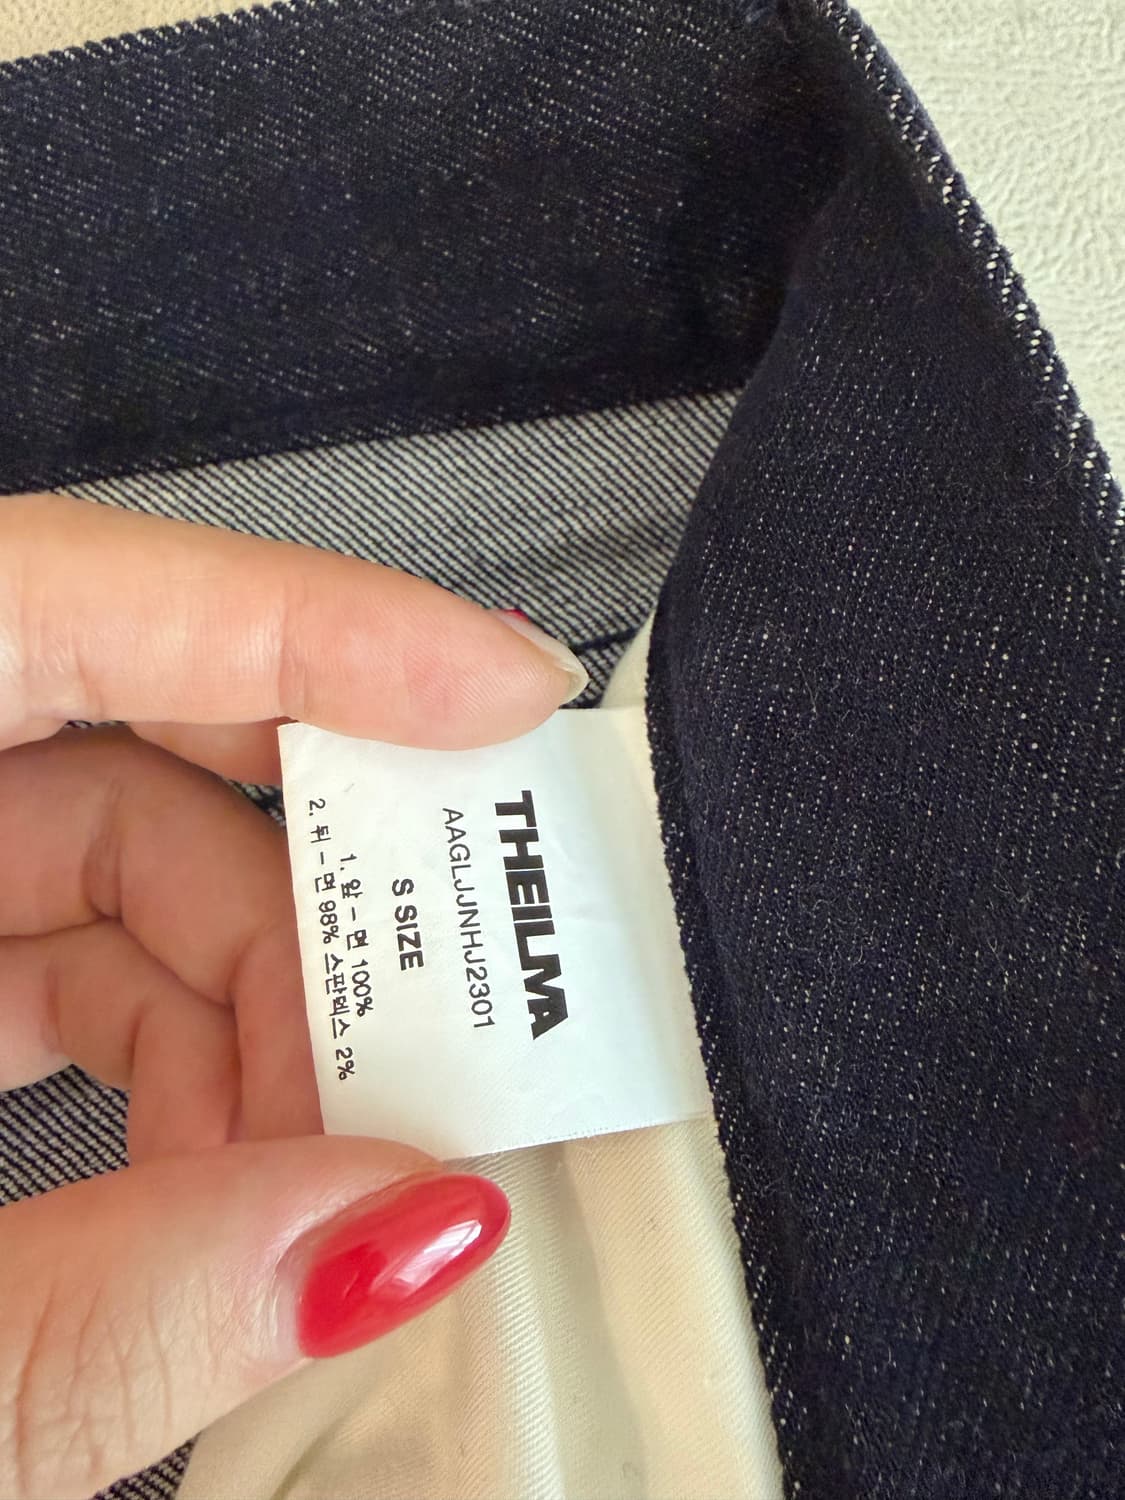 THEILMA
AAGLJJNHJ2301
S SIZE
1. 앞 - 면 100%
2. 뒤 - 면 98% 스판덱스 2%